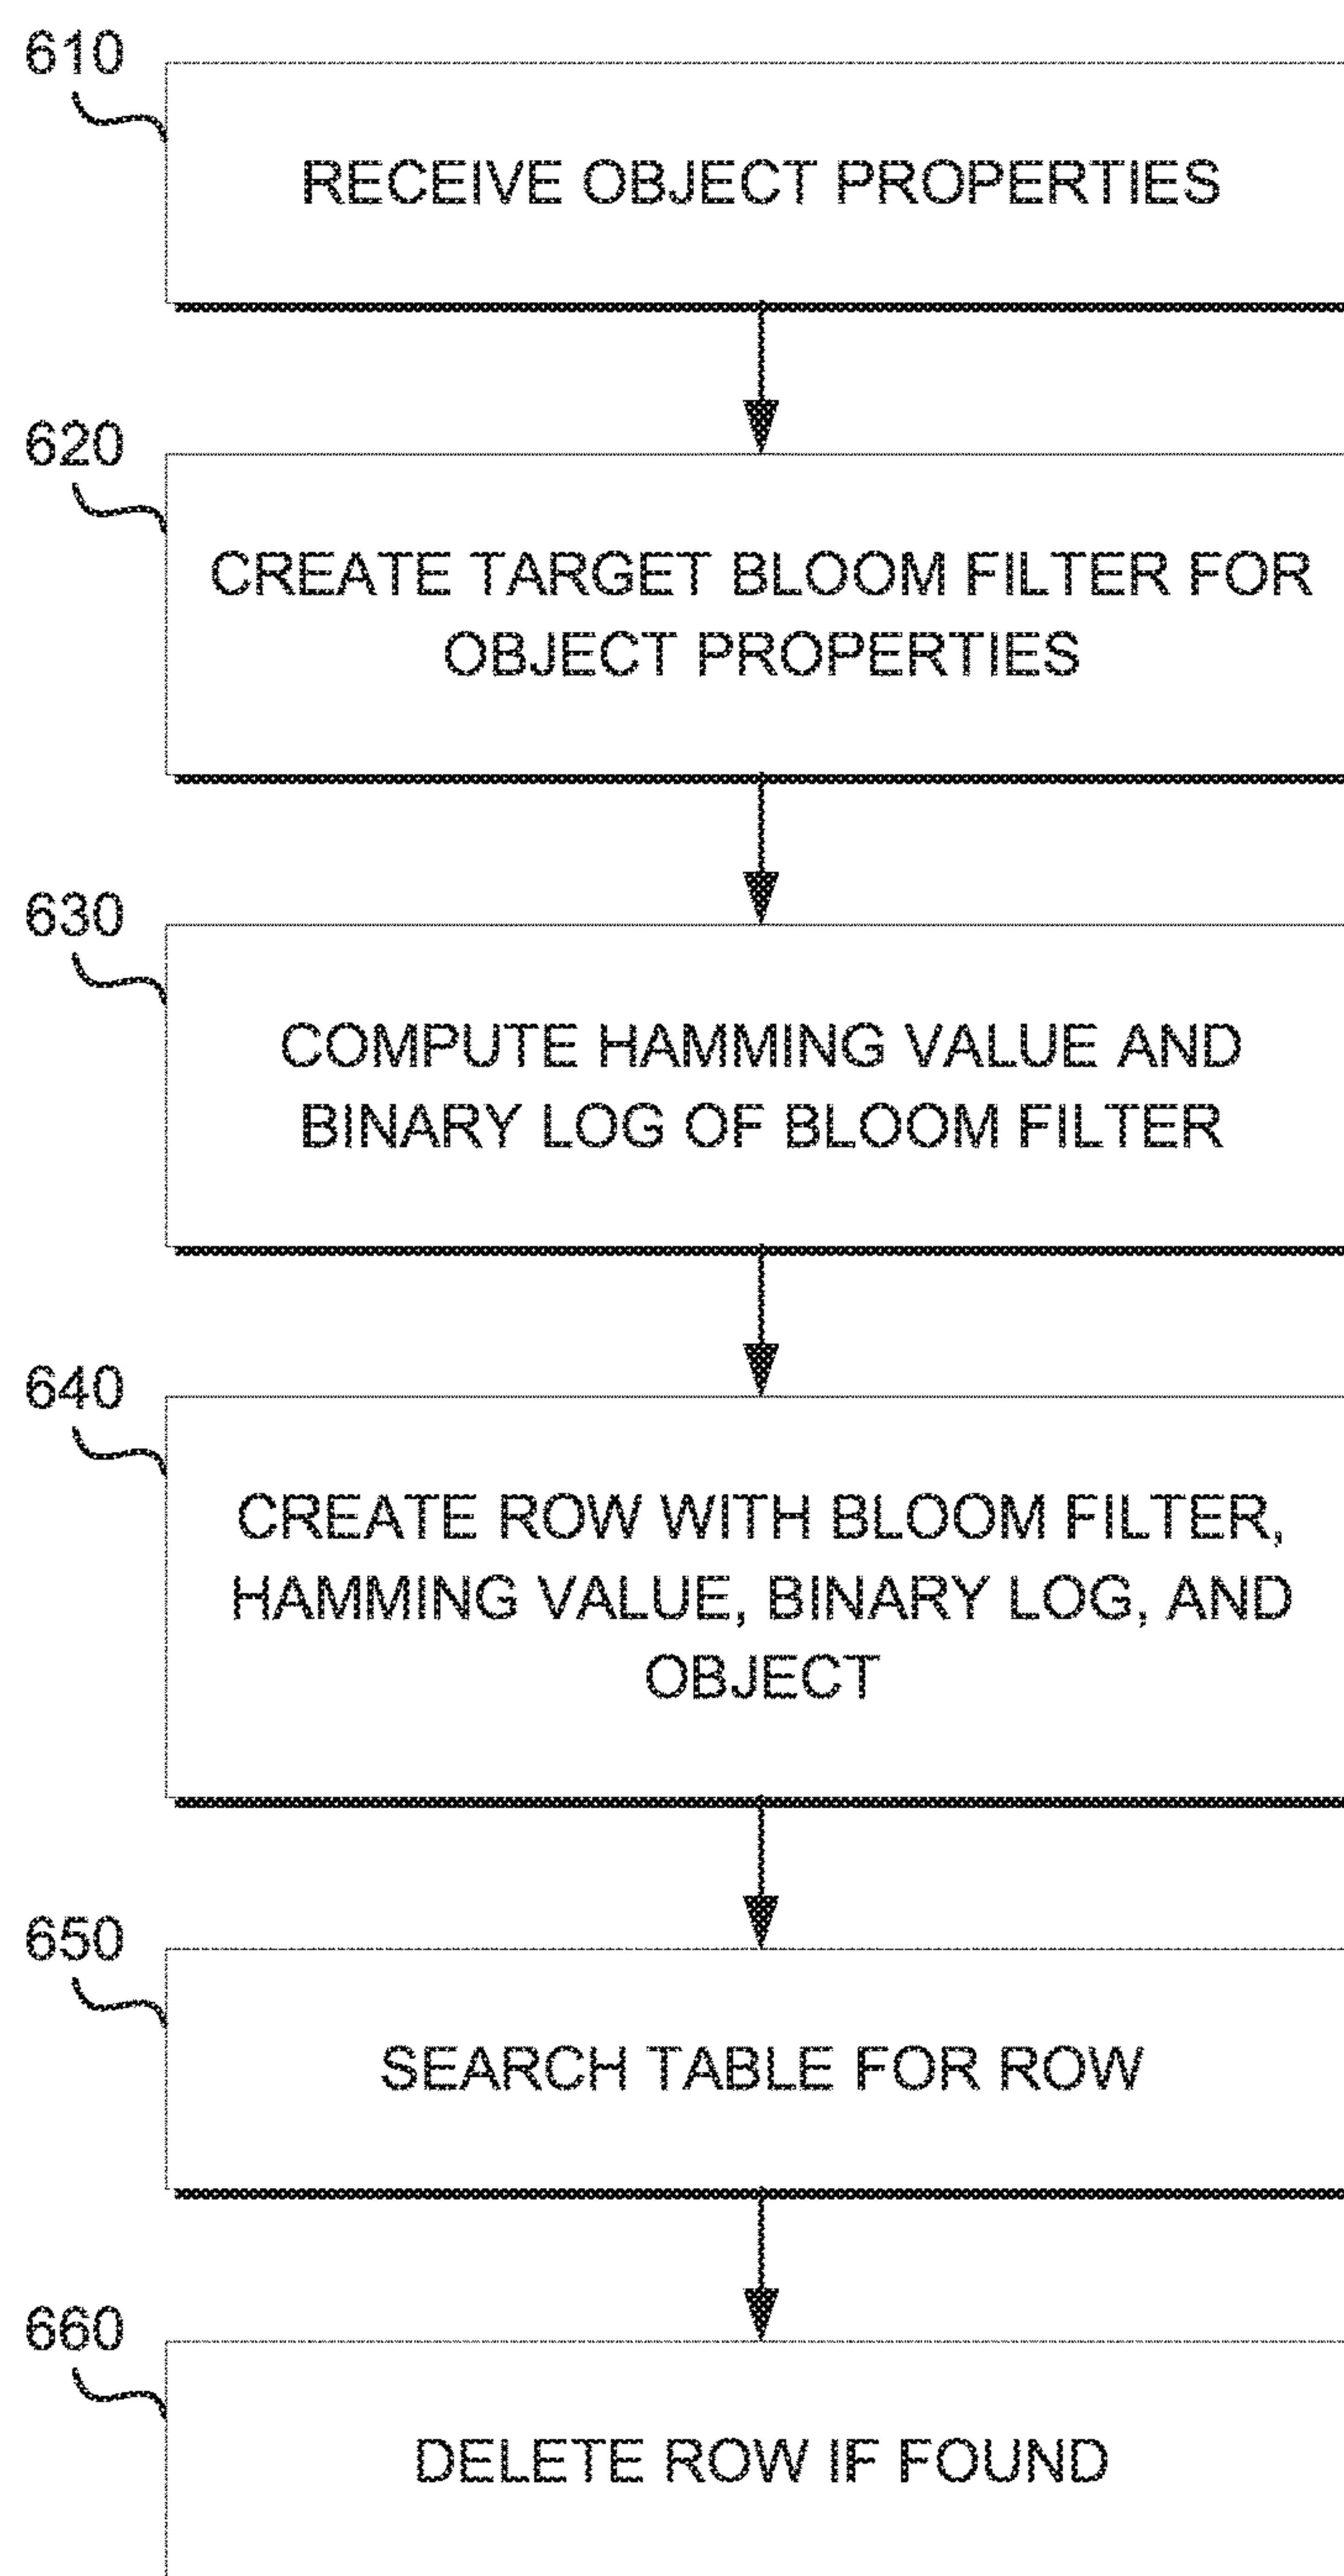 610
RECEIVE OBJECT PROPERTIES
620
CREATE TARGET BLOOM FILTER FOR
OBJECT PROPERTIES
630
COMPUTE HAMMING VALUE AND
BINARY LOG OF BLOOM FILTER
640
CREATE ROW WITH BLOOM FILTER,
HAMMING VALUE, BINARY LOG, AND
OBJECT
650
SEARCH TABLE FOR ROW
660
DELETE ROW IF FOUND